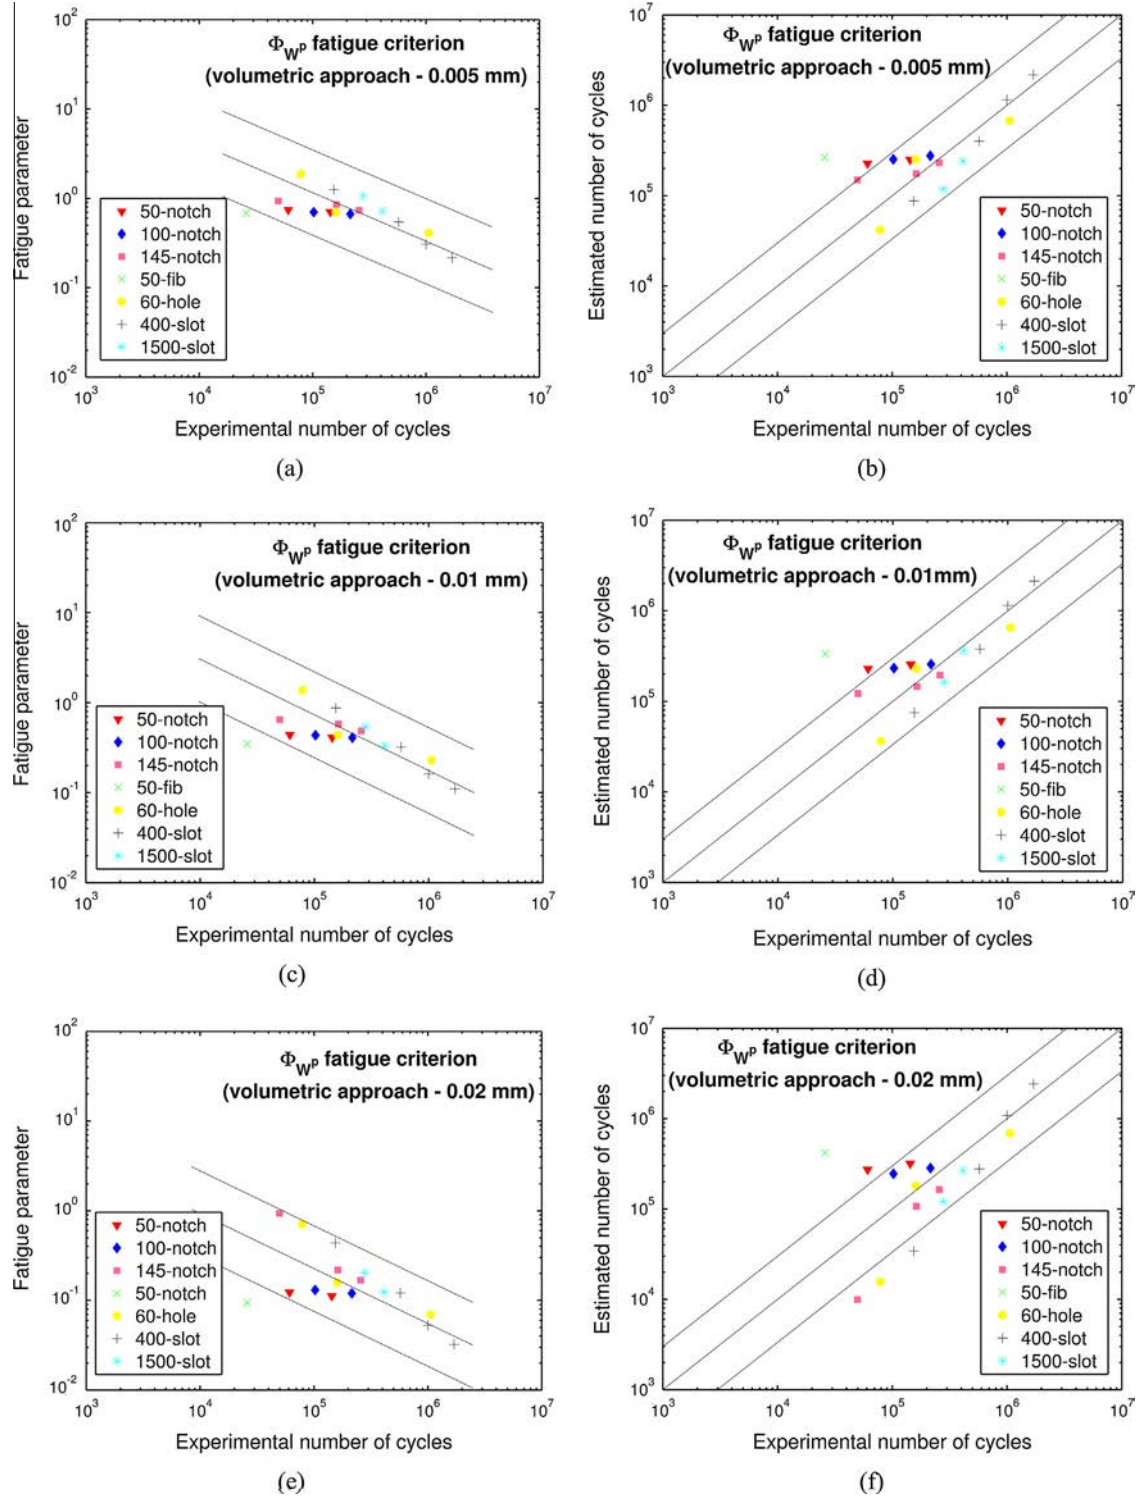 Φ_W^p fatigue criterion
(volumetric approach - 0.005 mm)
Fatigue parameter
10^2
10^1
10^0
10^-1
10^-2
50-notch
100-notch
145-notch
50-fib
60-hole
400-slot
1500-slot
10^3 10^4 10^5 10^6 10^7
Experimental number of cycles
(a)
Φ_W^p fatigue criterion
(volumetric approach - 0.005 mm)
Estimated number of cycles
10^7
10^6
10^5
10^4
10^3
50-notch
100-notch
145-notch
50-fib
60-hole
400-slot
1500-slot
10^3 10^4 10^5 10^6 10^7
Experimental number of cycles
(b)
Φ_W^p fatigue criterion
(volumetric approach - 0.01 mm)
Fatigue parameter
10^2
10^1
10^0
10^-1
10^-2
50-notch
100-notch
145-notch
50-fib
60-hole
400-slot
1500-slot
10^3 10^4 10^5 10^6 10^7
Experimental number of cycles
(c)
Φ_W^p fatigue criterion
(volumetric approach - 0.01mm)
Estimated number of cycles
10^7
10^6
10^5
10^4
10^3
50-notch
100-notch
145-notch
50-fib
60-hole
400-slot
1500-slot
10^3 10^4 10^5 10^6 10^7
Experimental number of cycles
(d)
Φ_W^p fatigue criterion
(volumetric approach - 0.02 mm)
Fatigue parameter
10^2
10^1
10^0
10^-1
10^-2
50-notch
100-notch
145-notch
50-notch
60-hole
400-slot
1500-slot
10^3 10^4 10^5 10^6 10^7
Experimental number of cycles
(e)
Φ_W^p fatigue criterion
(volumetric approach - 0.02 mm)
Estimated number of cycles
10^7
10^6
10^5
10^4
10^3
50-notch
100-notch
145-notch
50-fib
60-hole
400-slot
1500-slot
10^3 10^4 10^5 10^6 10^7
Experimental number of cycles
(f)